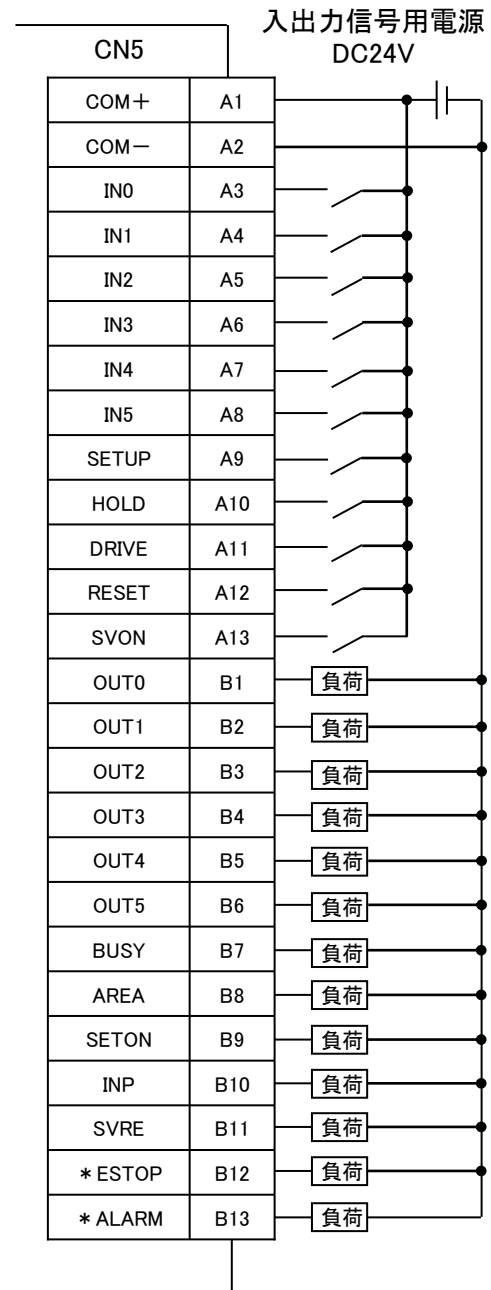 入出力信号用電源
DC24V
CN5
COM＋ A1
COM－ A2
IN0 A3
IN1 A4
IN2 A5
IN3 A6
IN4 A7
IN5 A8
SETUP A9
HOLD A10
DRIVE A11
RESET A12
SVON A13
OUT0 B1 負荷
OUT1 B2 負荷
OUT2 B3 負荷
OUT3 B4 負荷
OUT4 B5 負荷
OUT5 B6 負荷
BUSY B7 負荷
AREA B8 負荷
SETON B9 負荷
INP B10 負荷
SVRE B11 負荷
＊ESTOP B12 負荷
＊ALARM B13 負荷